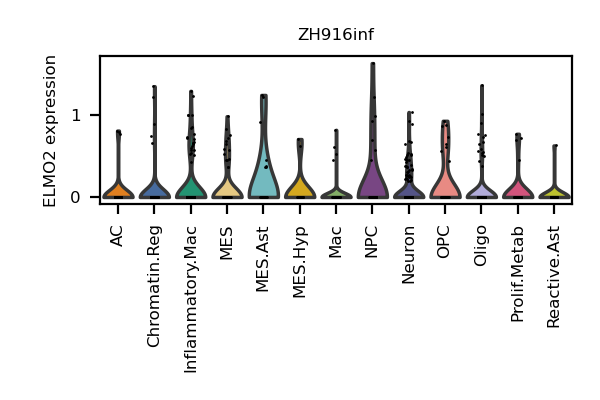 ZH916inf
ELMO2 expression
1
0
AC
Chromatin.Reg
Inflammatory.Mac
MES
MES.Ast
MES.Hyp
Mac
NPC
Neuron
OPC
Oligo
Prolif.Metab
Reactive.Ast